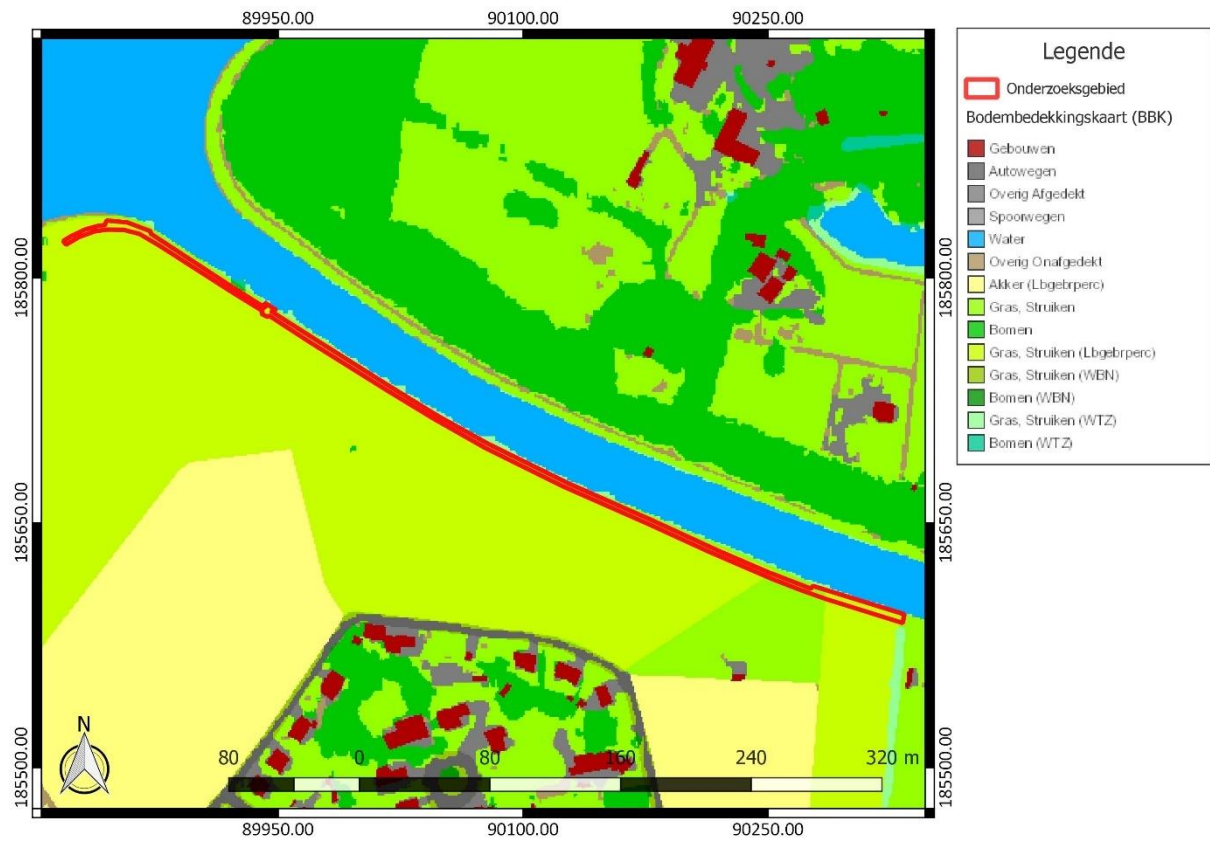 89950.00 90100.00 90250.00
185800.00
185800.00
185650.00
185650.00
185500.00
185500.00
N
80 0 80 160 240 320 m
89950.00 90100.00 90250.00
Legende
Onderzoeksgebied
Bodembedekkingskaart (BBK)
Gebouwen
Autowegen
Overig Afgedekt
Spoorwegen
Water
Overig Onafgedekt
Akker (Lbgebrperc)
Gras, Struiken
Bomen
Gras, Struiken (Lbgebrperc)
Gras, Struiken (WBN)
Bomen (WBN)
Gras, Struiken (WTZ)
Bomen (WTZ)